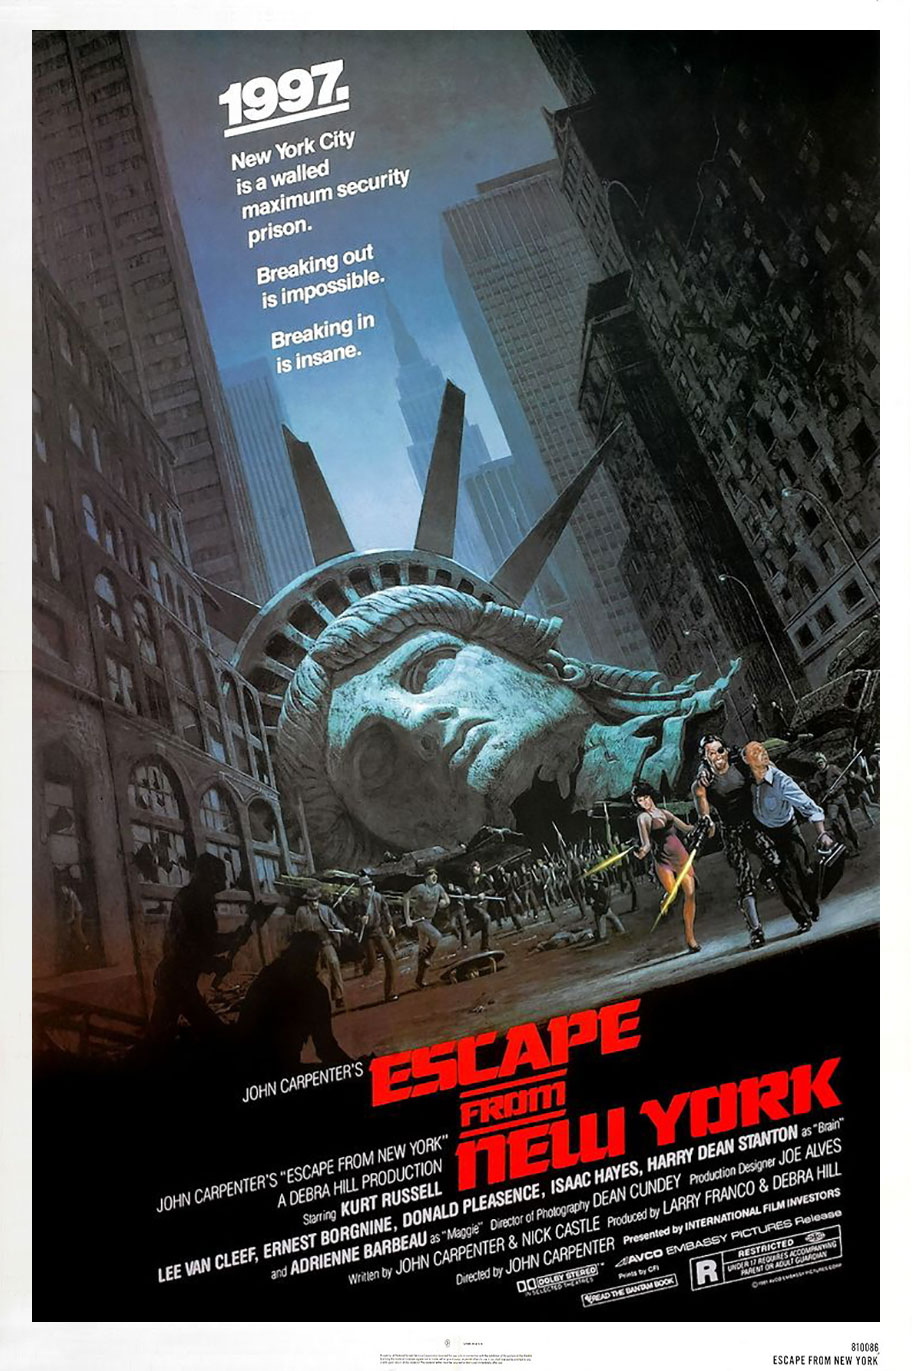 1997.
New York City
is a walled
maximum security
prison.
Breaking out
is impossible.
Breaking in
is insane.
JOHN CARPENTER'S ESCAPE
FROM
NEW YORK
JOHN CARPENTER'S "ESCAPE FROM NEW YORK"
A DEBRA HILL PRODUCTION
Starring KURT RUSSELL
LEE VAN CLEEF, ERNEST BORGNINE, DONALD PLEASENCE, ISAAC HAYES, HARRY DEAN STANTON as "Brain"
and ADRIENNE BARBEAU as "Maggie" Director of Photography DEAN CUNDEY Production Designer JOE ALVES
Written by JOHN CARPENTER & NICK CASTLE Produced by LARRY FRANCO & DEBRA HILL
Directed by JOHN CARPENTER Presented by INTERNATIONAL FILM INVESTORS
DOLBY STEREO
IN SELECTED THEATRES
Prints by CFI
AVCO EMBASSY PICTURES Release
READ THE BANTAM BOOK
R
RESTRICTED
UNDER 17 REQUIRES ACCOMPANYING
PARENT OR ADULT GUARDIAN
©1981 AVCO EMBASSY PICTURES CORP.
810086
ESCAPE FROM NEW YORK